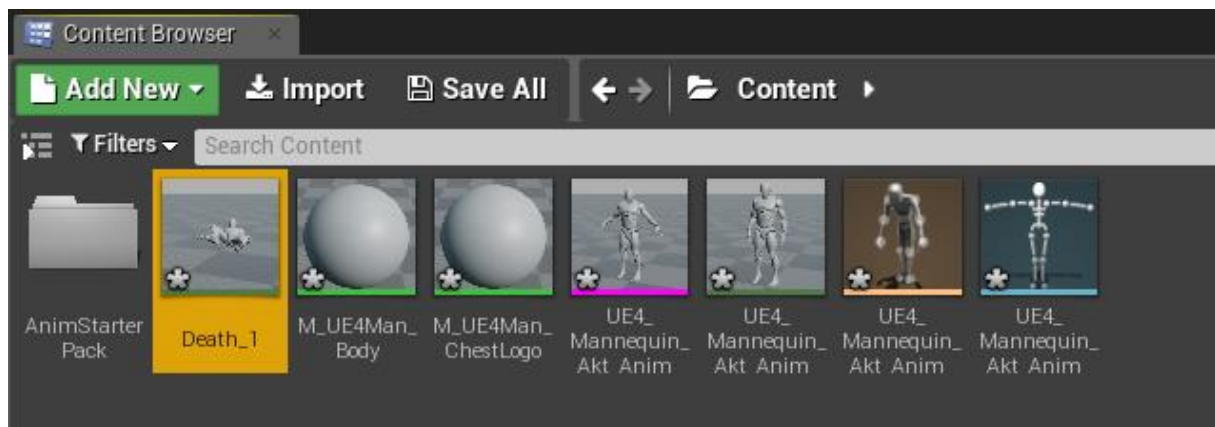 Content Browser
Add New Import Save All Content
Filters Search Content
AnimStarter
Pack
Death_1
M_UE4Man_
Body
M_UE4Man_
ChestLogo
UE4_
Mannequin_
Akt Anim
UE4_
Mannequin_
Akt Anim
UE4_
Mannequin_
Akt Anim
UE4_
Mannequin_
Akt Anim